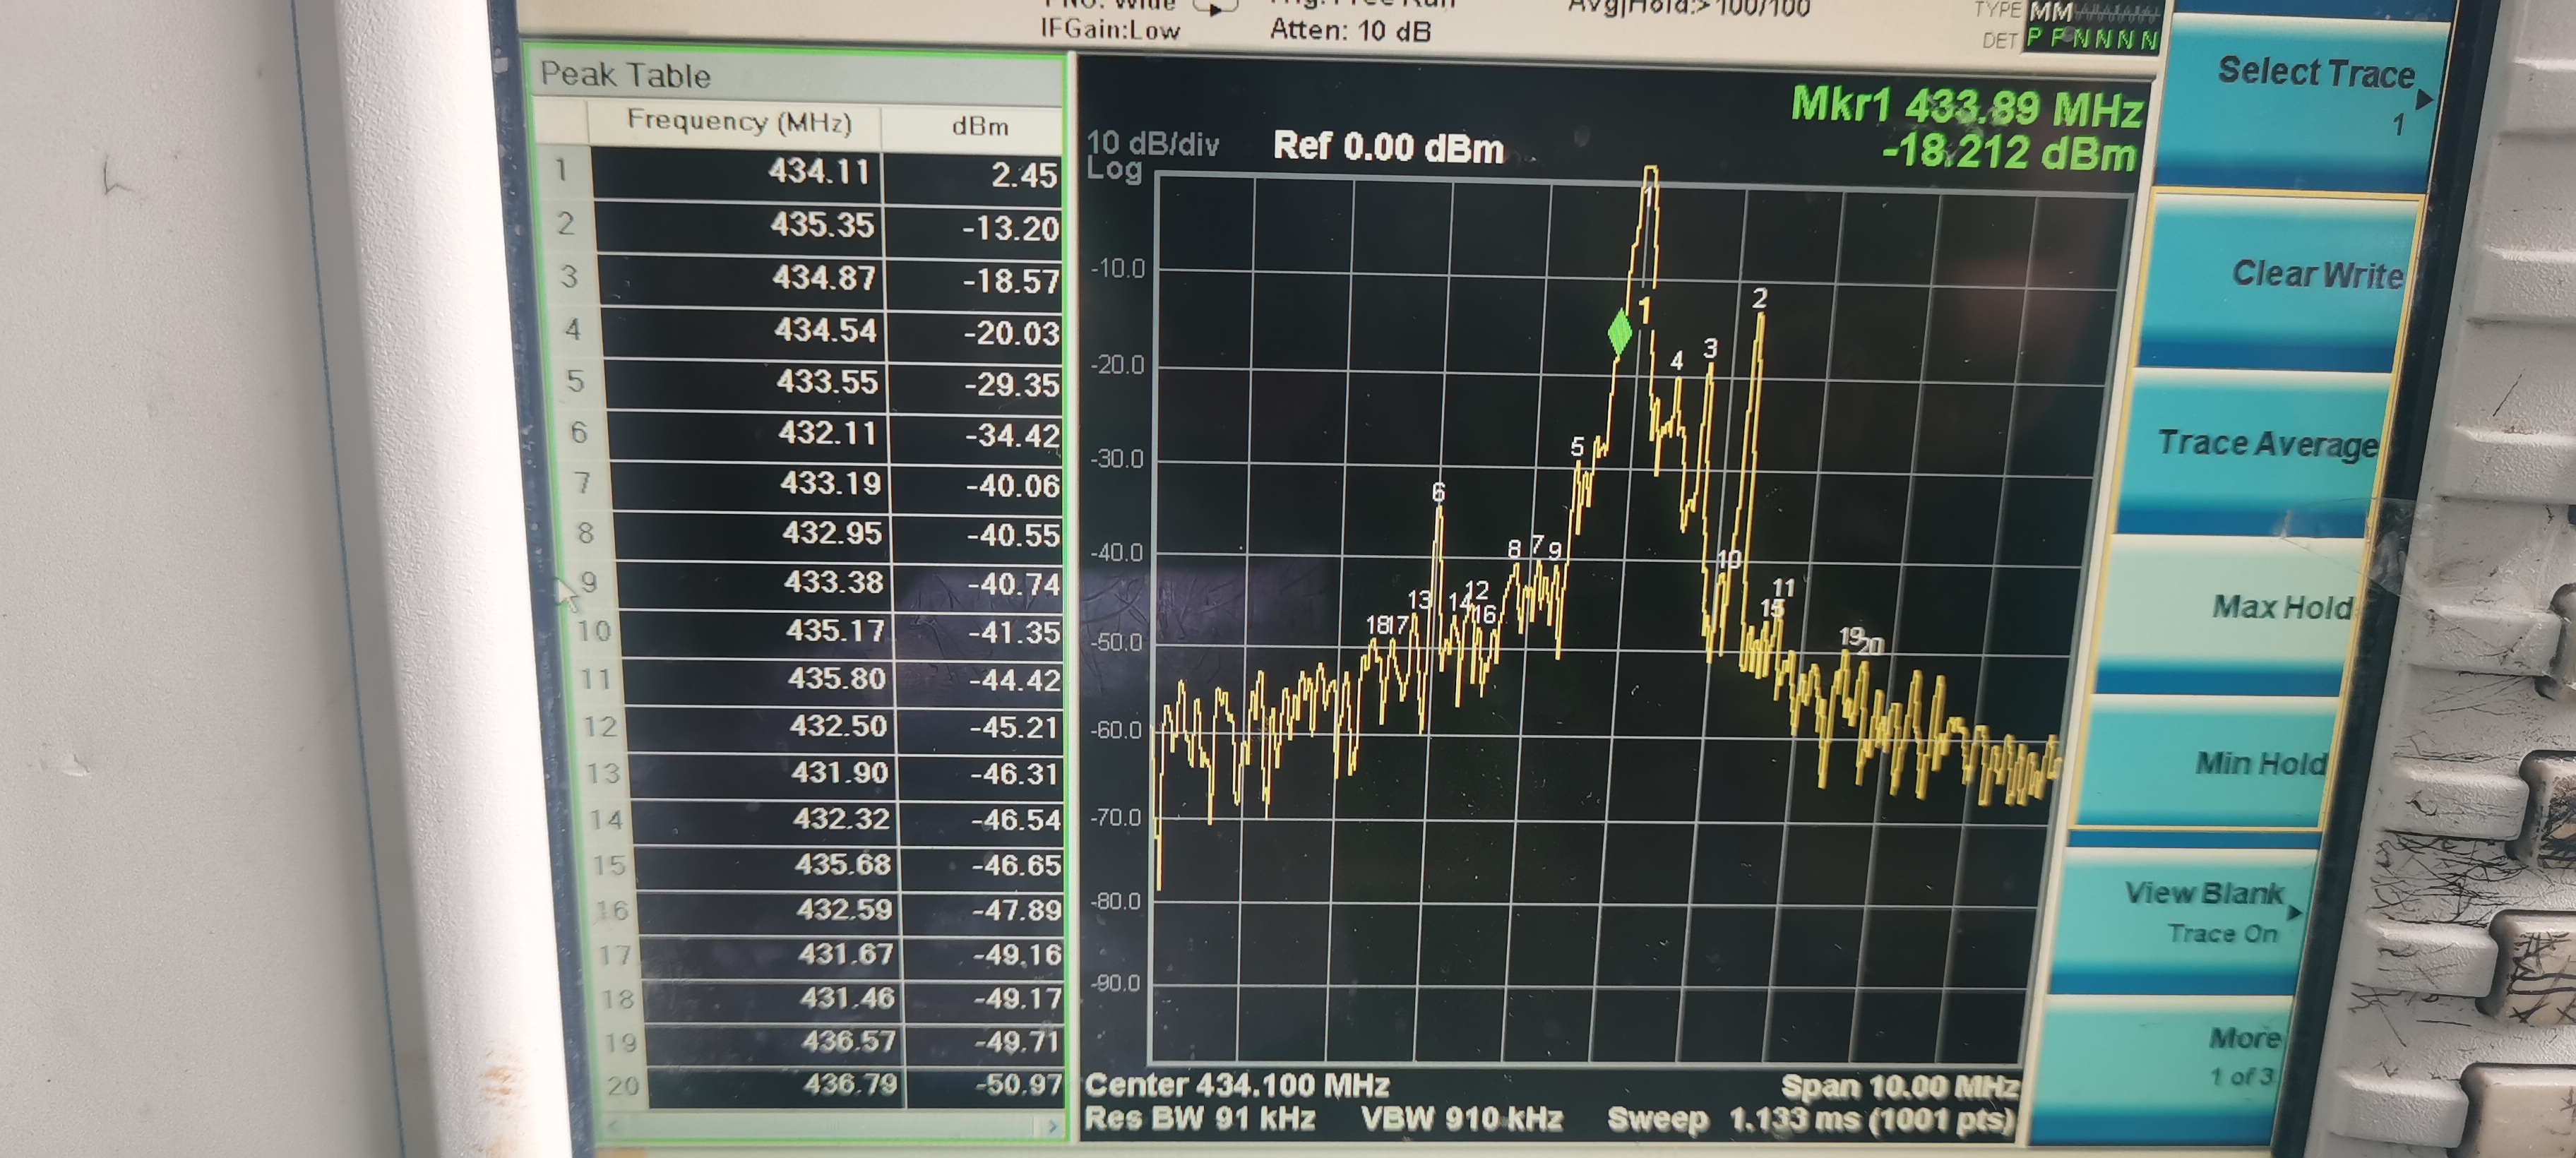 PNO: Wide Trig: Free Run Avg|Hold:>100/100
IFGain:Low Atten: 10 dB
TYPE MM
DET P P N N N N
Peak Table
Frequency (MHz) dBm
1 434.11 2.45
2 435.35 -13.20
3 434.87 -18.57
4 434.54 -20.03
5 433.55 -29.35
6 432.11 -34.42
7 433.19 -40.06
8 432.95 -40.55
9 433.38 -40.74
10 435.17 -41.35
11 435.80 -44.42
12 432.50 -45.21
13 431.90 -46.31
14 432.32 -46.54
15 435.68 -46.65
16 432.59 -47.89
17 431.67 -49.16
18 431.46 -49.17
19 436.57 -49.71
20 436.79 -50.97
Mkr1 433.89 MHz
-18.212 dBm
10 dB/div Ref 0.00 dBm
Log
1
-10.0
1
2
-20.0
4
3
-30.0
5
6
-40.0
8 7 9
10
13
14 12
16
15 11
18 17
-50.0
19 20
-60.0
-70.0
-80.0
-90.0
Center 434.100 MHz Span 10.00 MHz
Res BW 91 kHz VBW 910 kHz Sweep 1.133 ms (1001 pts)
Select Trace
1
Clear Write
Trace Average
Max Hold
Min Hold
View Blank
Trace On
More
1 of 3